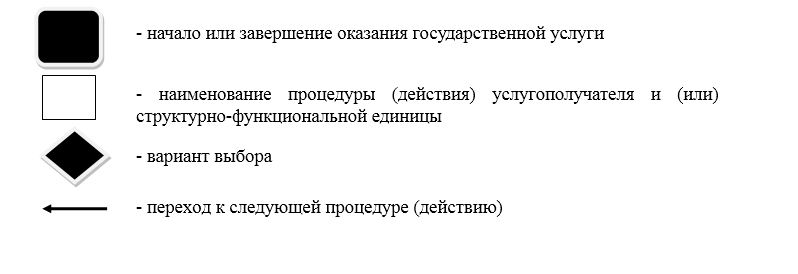 - начало или завершение оказания государственной услуги
- наименование процедуры (действия) услугополучателя и (или)
структурно-функциональной единицы
- вариант выбора
- переход к следующей процедуре (действию)